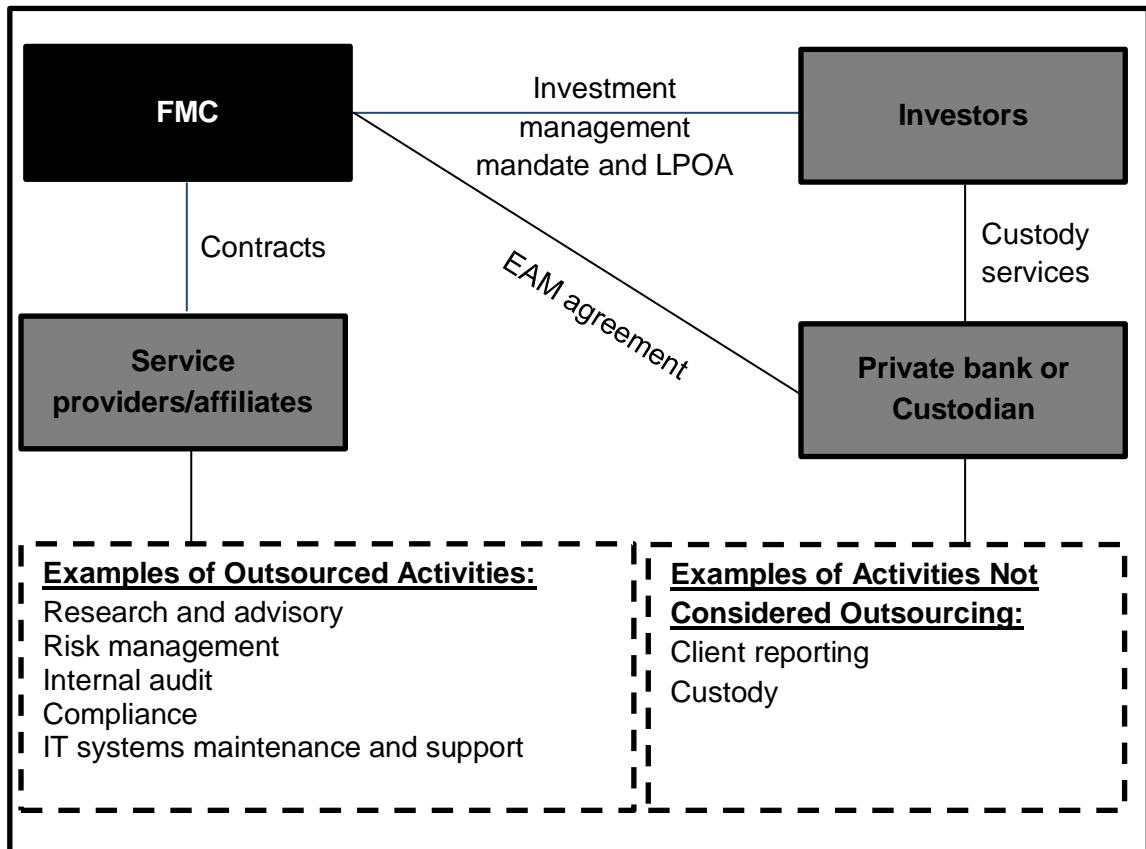 FMC
Investment
management
mandate and LPOA
Investors
Contracts
EAM agreement
Custody
services
Service
providers/affiliates
Private bank or
Custodian
Examples of Outsourced Activities:
Research and advisory
Risk management
Internal audit
Compliance
IT systems maintenance and support
Examples of Activities Not
Considered Outsourcing:
Client reporting
Custody